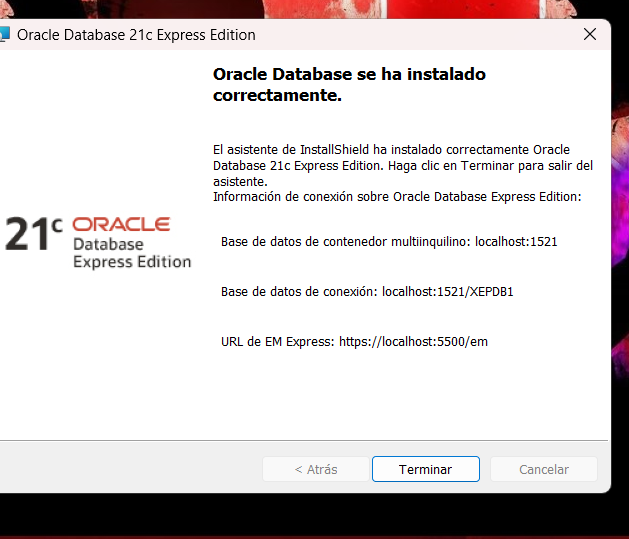 Oracle Database 21c Express Edition
Oracle Database se ha instalado
correctamente.
El asistente de InstallShield ha instalado correctamente Oracle
Database 21c Express Edition. Haga clic en Terminar para salir del
asistente.
Información de conexión sobre Oracle Database Express Edition:
21c ORACLE
Database
Express Edition
Base de datos de contenedor multiinquilino: localhost:1521
Base de datos de conexión: localhost:1521/XEPDB1
URL de EM Express: https://localhost:5500/em
< Atrás
Terminar
Cancelar